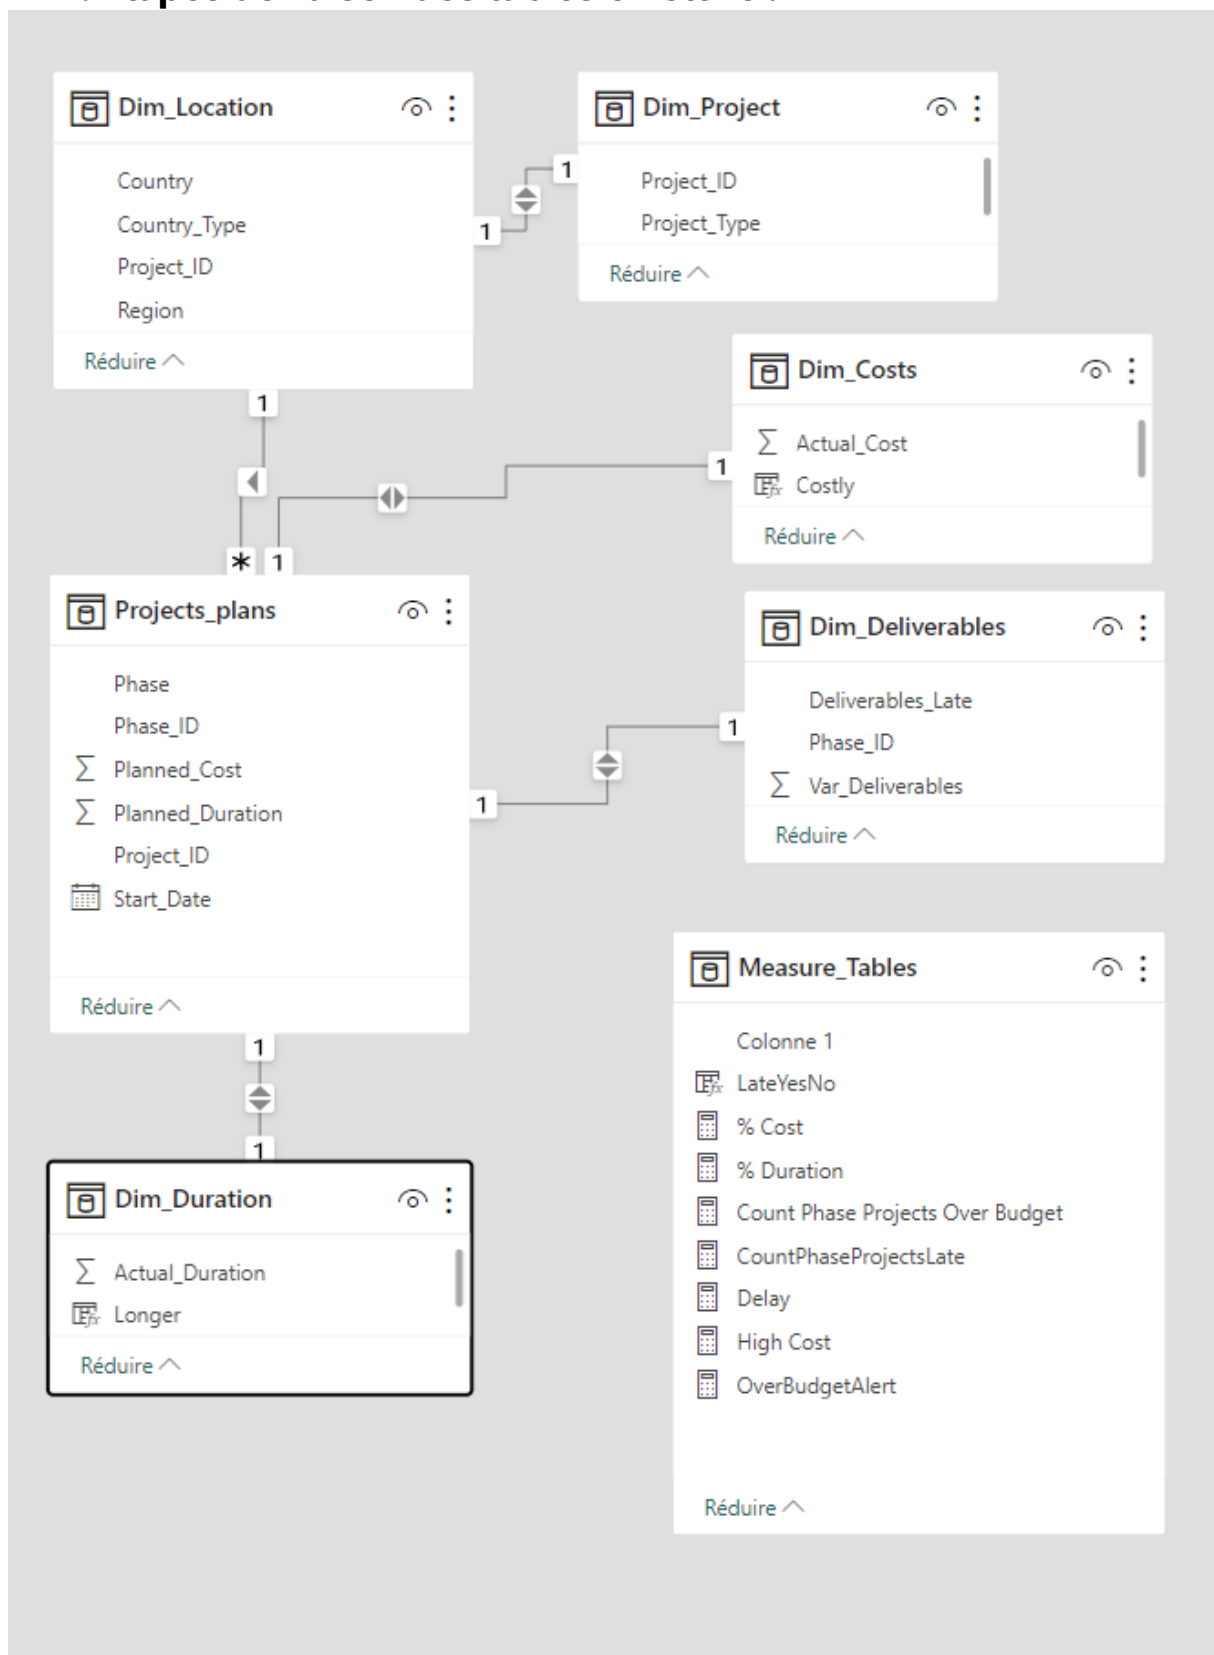 Dim_Location
Country
Country_Type
Project_ID
Region
Réduire
1
1
Dim_Project
Project_ID
Project_Type
Réduire
1
*
1
1
Dim_Costs
Actual_Cost
Costly
Réduire
Projects_plans
Phase
Phase_ID
Planned_Cost
Planned_Duration
Project_ID
Start_Date
Réduire
1
1
Dim_Deliverables
Deliverables_Late
Phase_ID
Var_Deliverables
Réduire
1
1
Dim_Duration
Actual_Duration
Longer
Réduire
Measure_Tables
Colonne 1
LateYesNo
% Cost
% Duration
Count Phase Projects Over Budget
CountPhaseProjectsLate
Delay
High Cost
OverBudgetAlert
Réduire